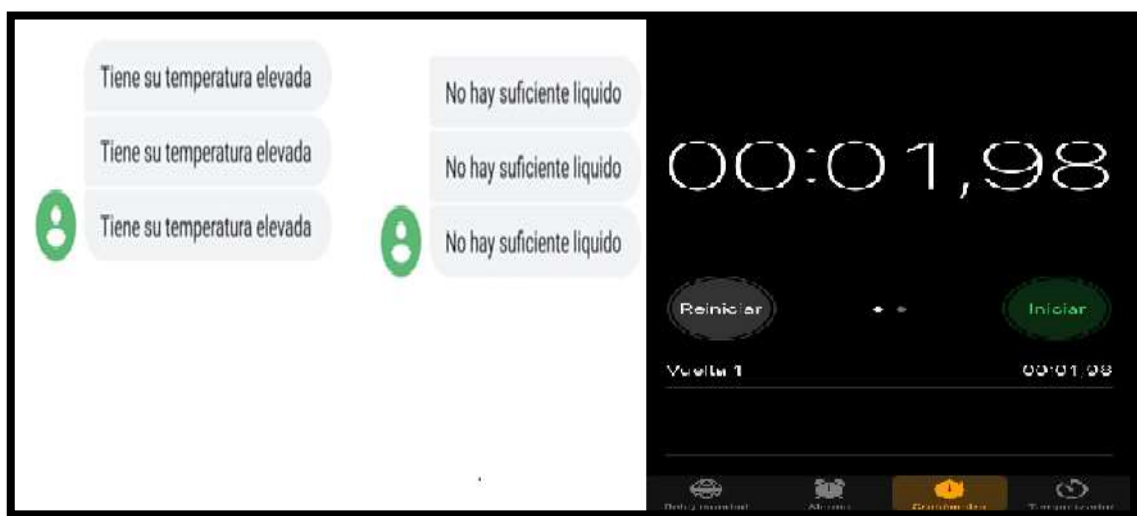 Tiene su temperatura elevada
Tiene su temperatura elevada
Tiene su temperatura elevada
No hay suficiente liquido
No hay suficiente liquido
No hay suficiente liquido
00:01,98
Reiniciar
Iniciar
Vuelta 1 00:01,98